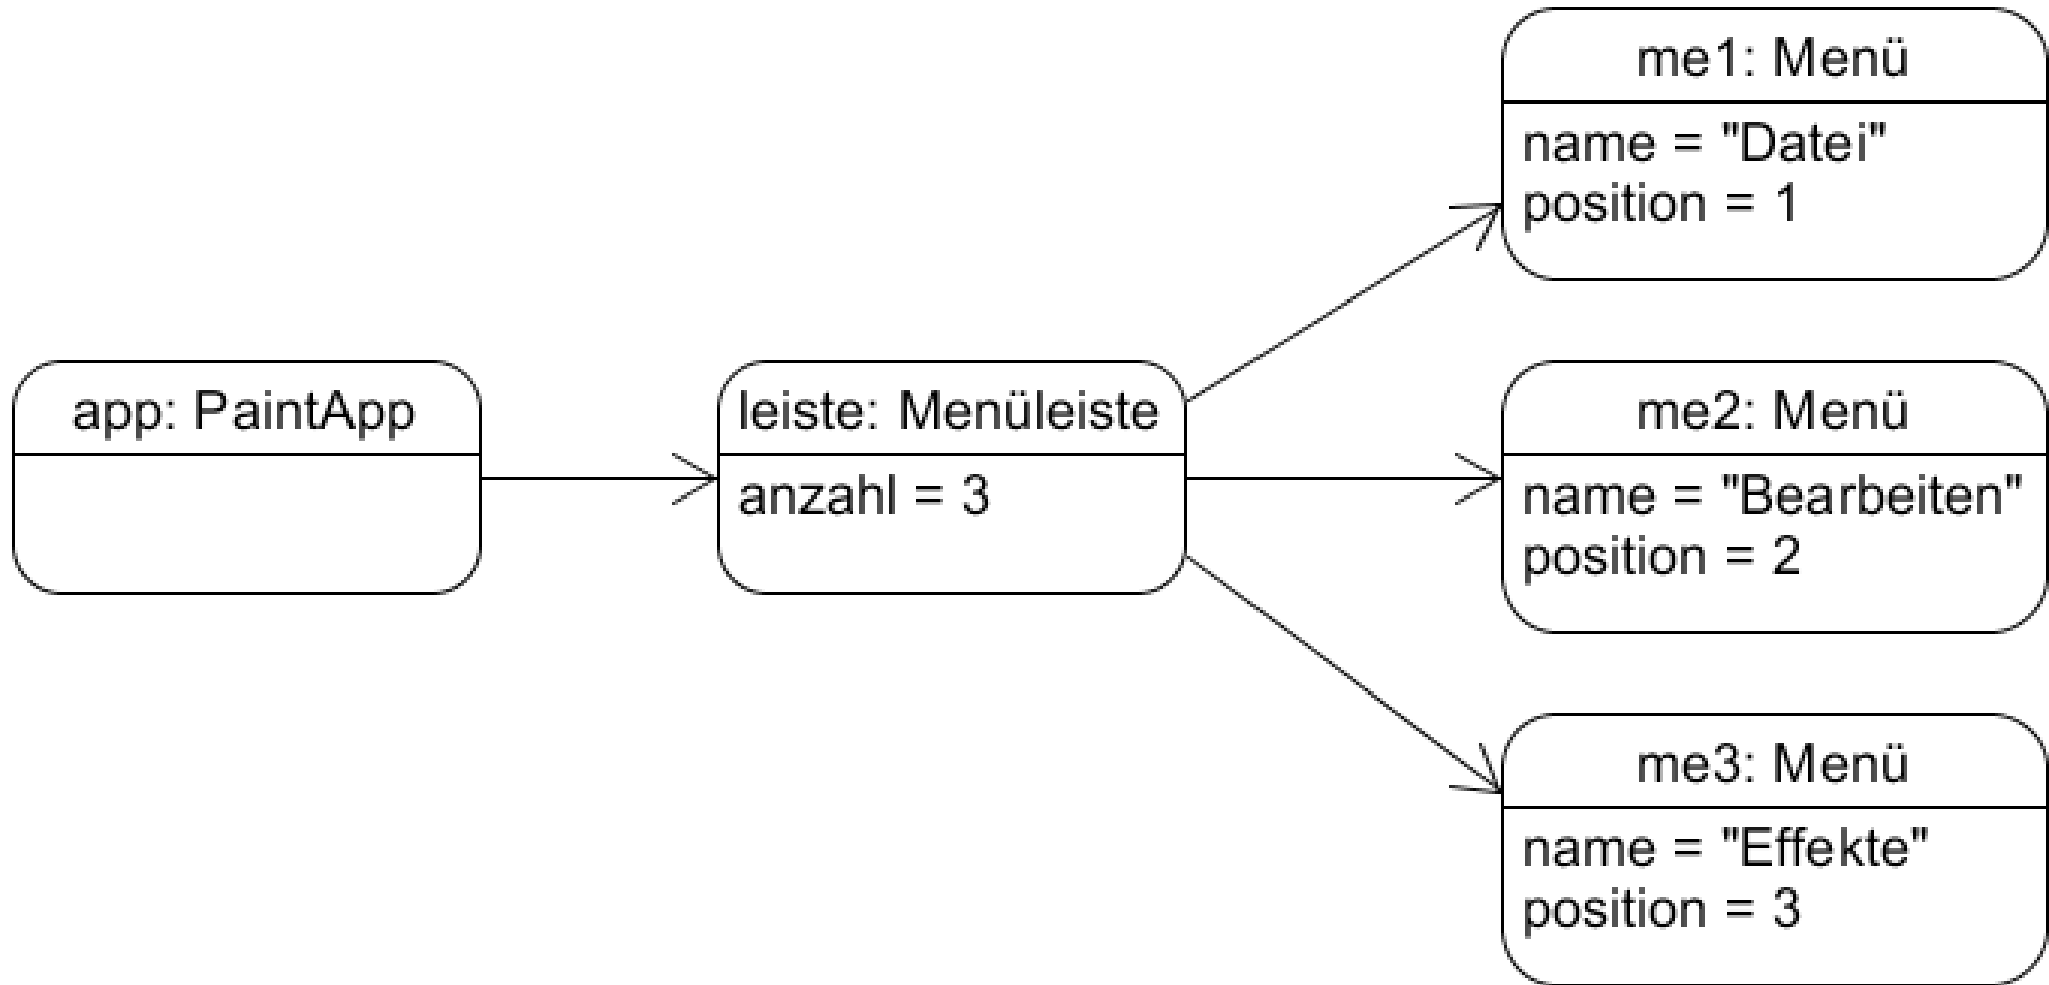 app: PaintApp
leiste: Menüleiste
anzahl = 3
me1: Menü
name = "Datei"
position = 1
me2: Menü
name = "Bearbeiten"
position = 2
me3: Menü
name = "Effekte"
position = 3